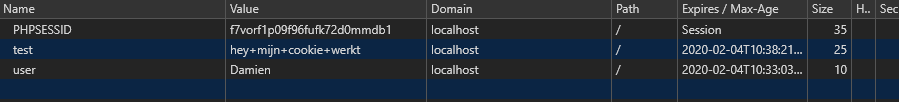 Name Value Domain Path Expires / Max-Age Size H.. Sec
PHPSESSID f7vorf1p09f96fufk72d0mmdb1 localhost / Session 35
test hey+mijn+cookie+werkt localhost / 2020-02-04T10:38:21... 25
user Damien localhost / 2020-02-04T10:33:03... 10